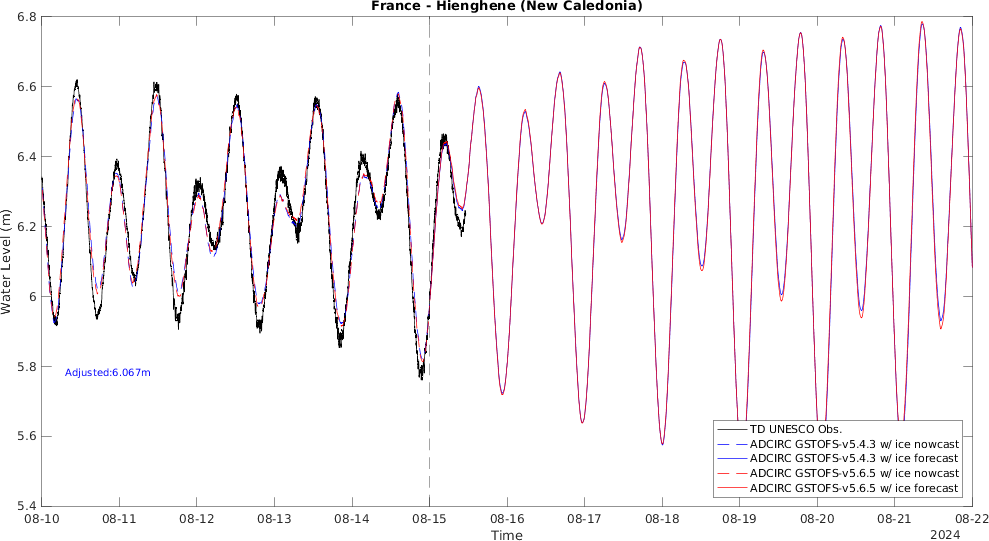 France - Hienghene (New Caledonia)
6.8
6.6
6.4
6.2
6
5.8
5.6
5.4
Water Level (m)
Adjusted:6.067m
TD UNESCO Obs.
ADCIRC GSTOFS-v5.4.3 w/ ice nowcast
ADCIRC GSTOFS-v5.4.3 w/ ice forecast
ADCIRC GSTOFS-v5.6.5 w/ ice nowcast
ADCIRC GSTOFS-v5.6.5 w/ ice forecast
08-10 08-11 08-12 08-13 08-14 08-15 08-16 08-17 08-18 08-19 08-20 08-21 08-22
Time
2024